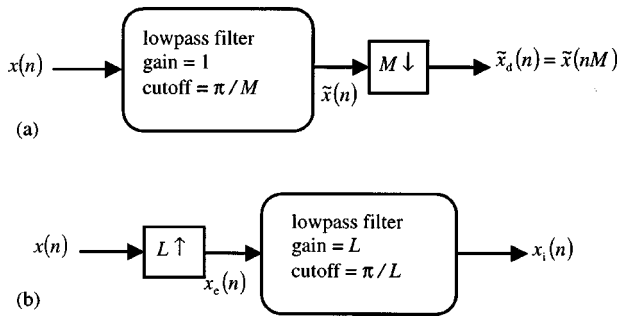 x(n)
lowpass filter
gain = 1
cutoff = π / M
x̃(n)
M ↓
x̃d(n) = x̃(nM)
(a)
x(n)
L ↑
xe(n)
lowpass filter
gain = L
cutoff = π / L
xi(n)
(b)